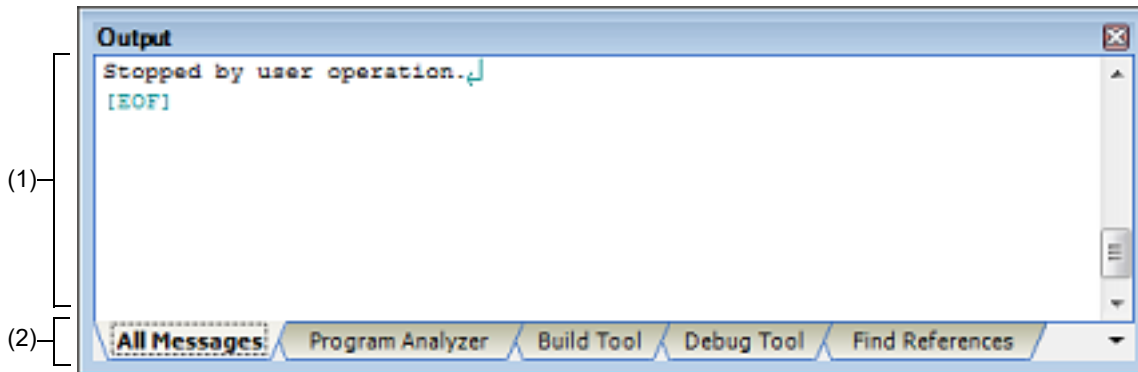 Output
Stopped by user operation.↵
[EOF]
(1)
(2)
All Messages Program Analyzer Build Tool Debug Tool Find References